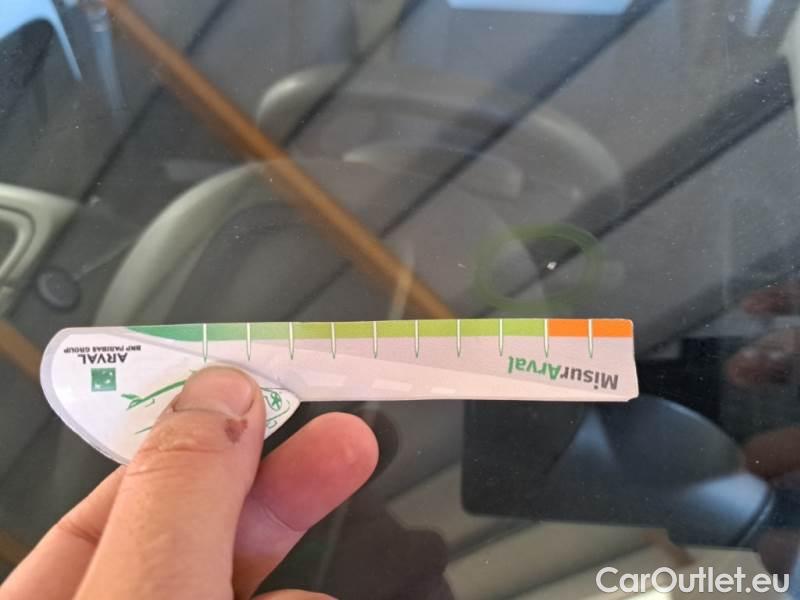 ARVAL
BNP PARIBAS GROUP
MisurArval
CarOutlet.eu